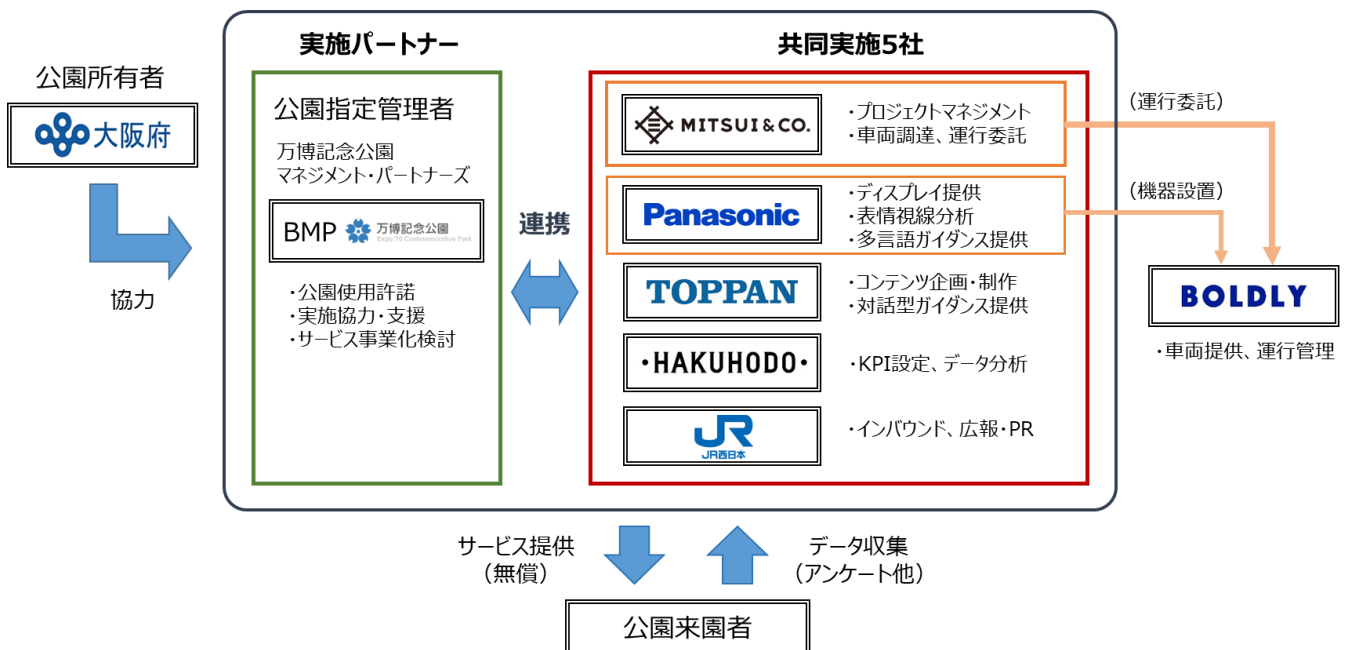 公園所有者
大阪府
協力
実施パートナー
公園指定管理者
万博記念公園
マネジメント・パートナーズ
BMP 万博記念公園
Expo'70 Commemorative Park
・公園使用許諾
・実施協力・支援
・サービス事業化検討
連携
共同実施5社
MITSUI & CO.
・プロジェクトマネジメント
・車両調達、運行委託
Panasonic
・ディスプレイ提供
・表情視線分析
・多言語ガイダンス提供
TOPPAN
・コンテンツ企画・制作
・対話型ガイダンス提供
・HAKUHODO・
・KPI設定、データ分析
JR
JR西日本
・インバウンド、広報・PR
（運行委託）
（機器設置）
BOLDLY
・車両提供、運行管理
サービス提供
（無償）
データ収集
（アンケート他）
公園来園者